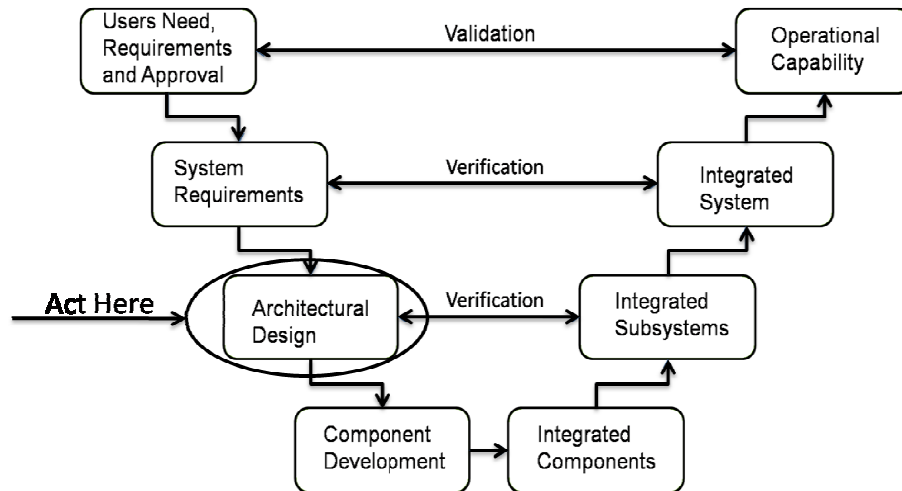 Users Need,
Requirements
and Approval
Validation
Operational
Capability
System
Requirements
Verification
Integrated
System
Act Here
Architectural
Design
Verification
Integrated
Subsystems
Component
Development
Integrated
Components